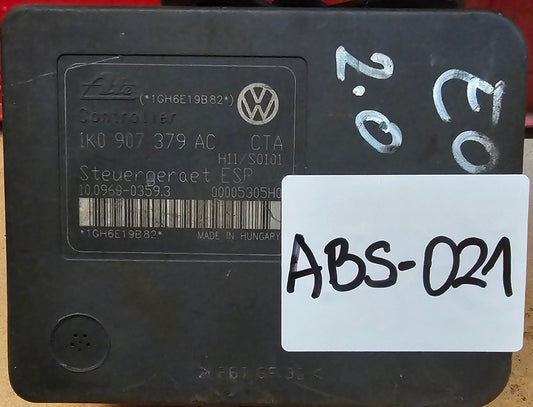 Ate (*1GH6E19B82*)
Controller
1K0 907 379 AC CTA
H11/S0101
Steuergeraet ESP
10.0960-0359.3 00005305H0
*1GH6E19B82* MADE IN HUNGARY
2.0
EO
ABS-021